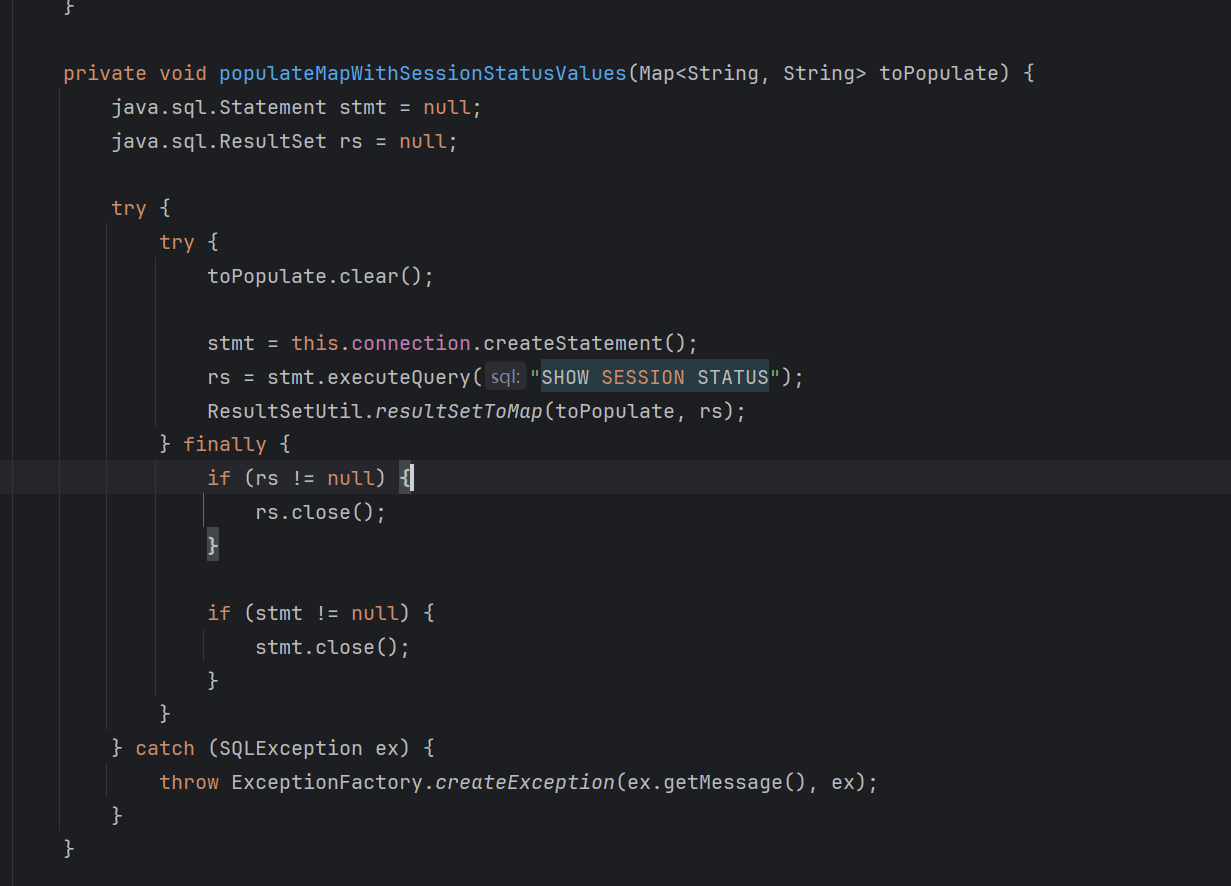 }
private void populateMapWithSessionStatusValues(Map<String, String> toPopulate) {
java.sql.Statement stmt = null;
java.sql.ResultSet rs = null;
try {
try {
toPopulate.clear();
stmt = this.connection.createStatement();
rs = stmt.executeQuery( sql: "SHOW SESSION STATUS");
ResultSetUtil.resultSetToMap(toPopulate, rs);
} finally {
if (rs != null) {
rs.close();
}
if (stmt != null) {
stmt.close();
}
}
} catch (SQLException ex) {
throw ExceptionFactory.createException(ex.getMessage(), ex);
}
}